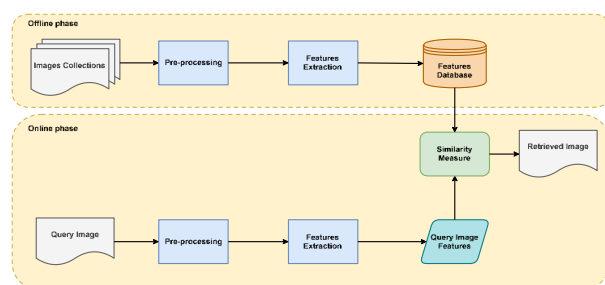 Offline phase
Images Collections
Pre-processing
Features
Extraction
Features
Database
Online phase
Similarity
Measure
Retrieved Image
Query Image
Pre-processing
Features
Extraction
Query Image
Features